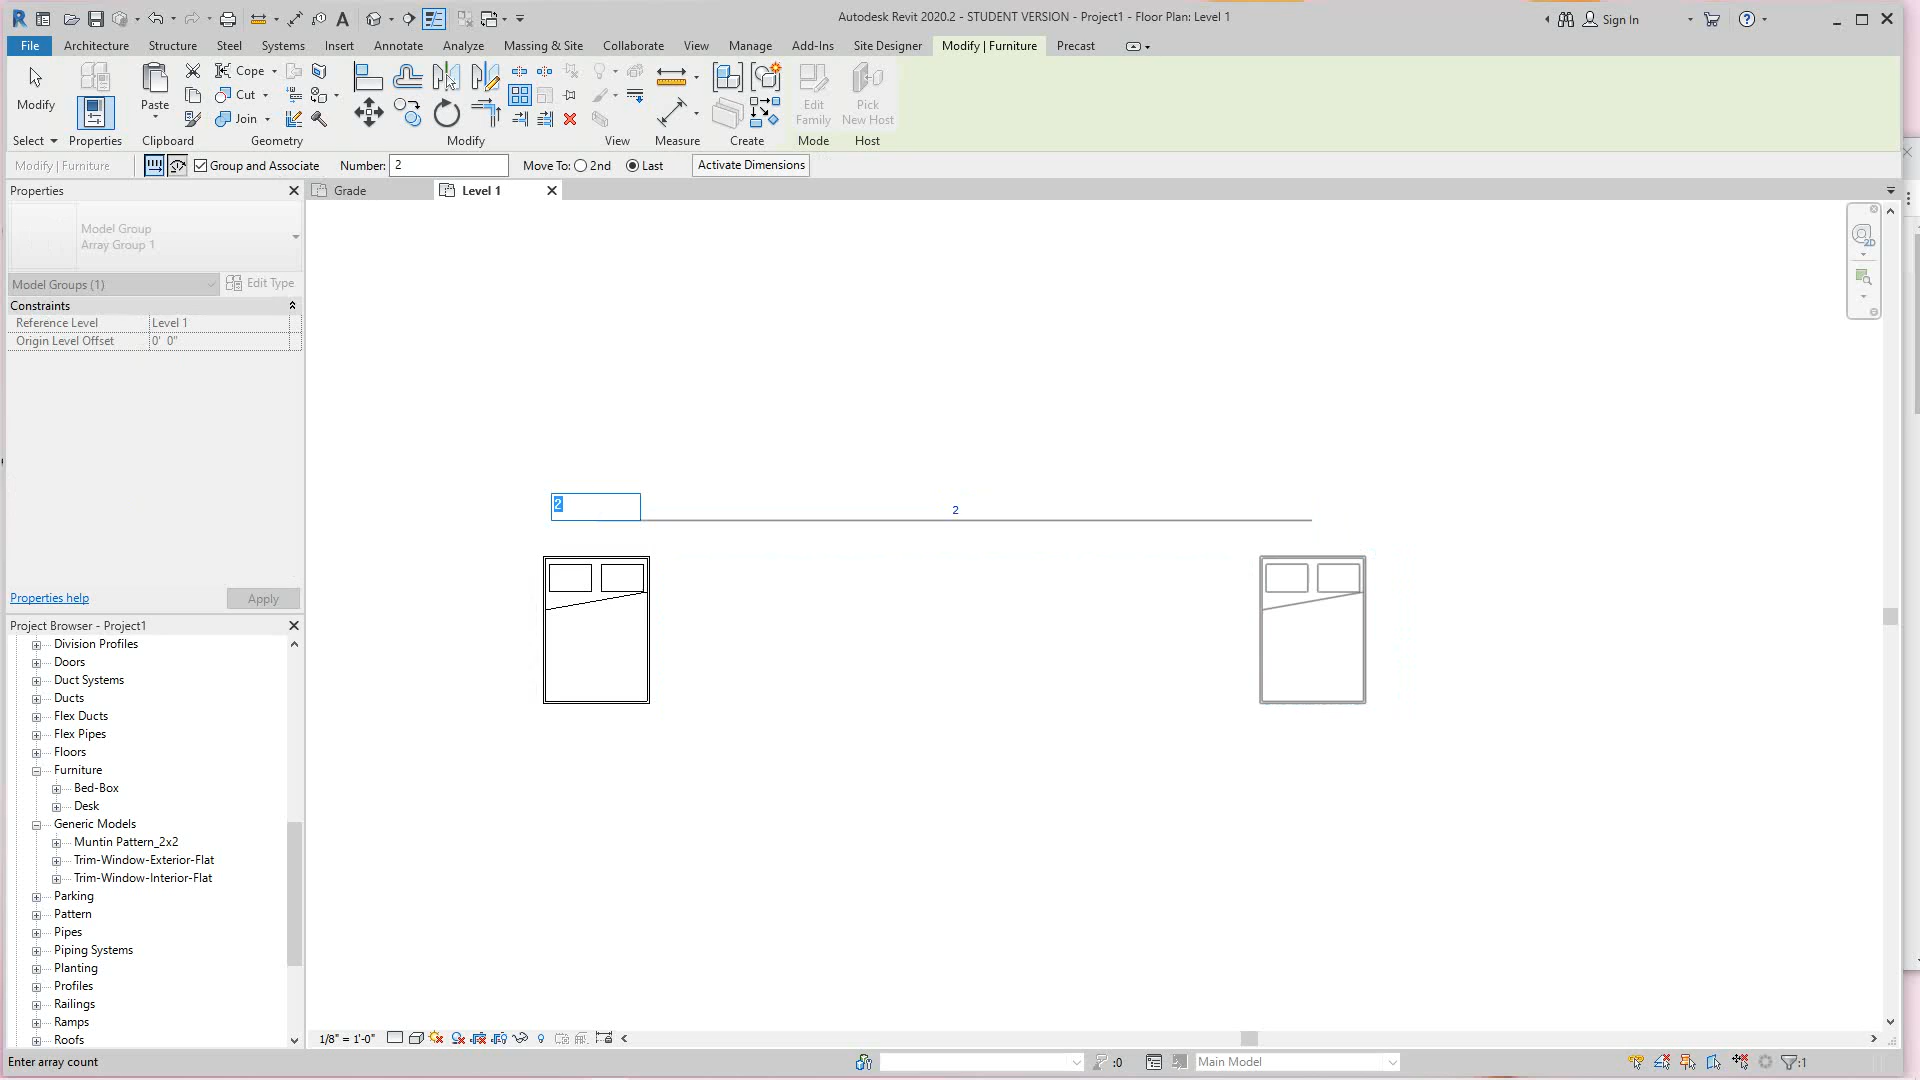 Autodesk Revit 2020.2 - STUDENT VERSION - Project1 - Floor Plan: Level 1
Sign In
File Architecture Structure Steel Systems Insert Annotate Analyze Massing & Site Collaborate View Manage Add-Ins Site Designer Modify | Furniture Precast
Cope
Modify Paste Cut Edit Family Pick New Host
Join
Select Properties Clipboard Geometry Modify View Measure Create Mode Host
Modify | Furniture Group and Associate Number: 2 Move To: 2nd Last Activate Dimensions
Properties
Grade
Level 1
Model Group
Array Group 1
Model Groups (1) Edit Type
Constraints
Reference Level Level 1
Origin Level Offset 0' 0"
Properties help Apply
Project Browser - Project1
Division Profiles
Doors
Duct Systems
Ducts
Flex Ducts
Flex Pipes
Floors
Furniture
Bed-Box
Desk
Generic Models
Muntin Pattern_2x2
Trim-Window-Exterior-Flat
Trim-Window-Interior-Flat
Parking
Pattern
Pipes
Piping Systems
Planting
Profiles
Railings
Ramps
Roofs
2
2
2D
1/8" = 1'-0"
Enter array count
:0
Main Model
:1